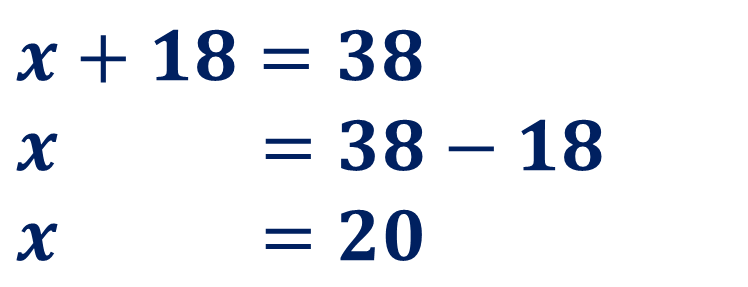 x + 18 = 38
x = 38 − 18
x = 20